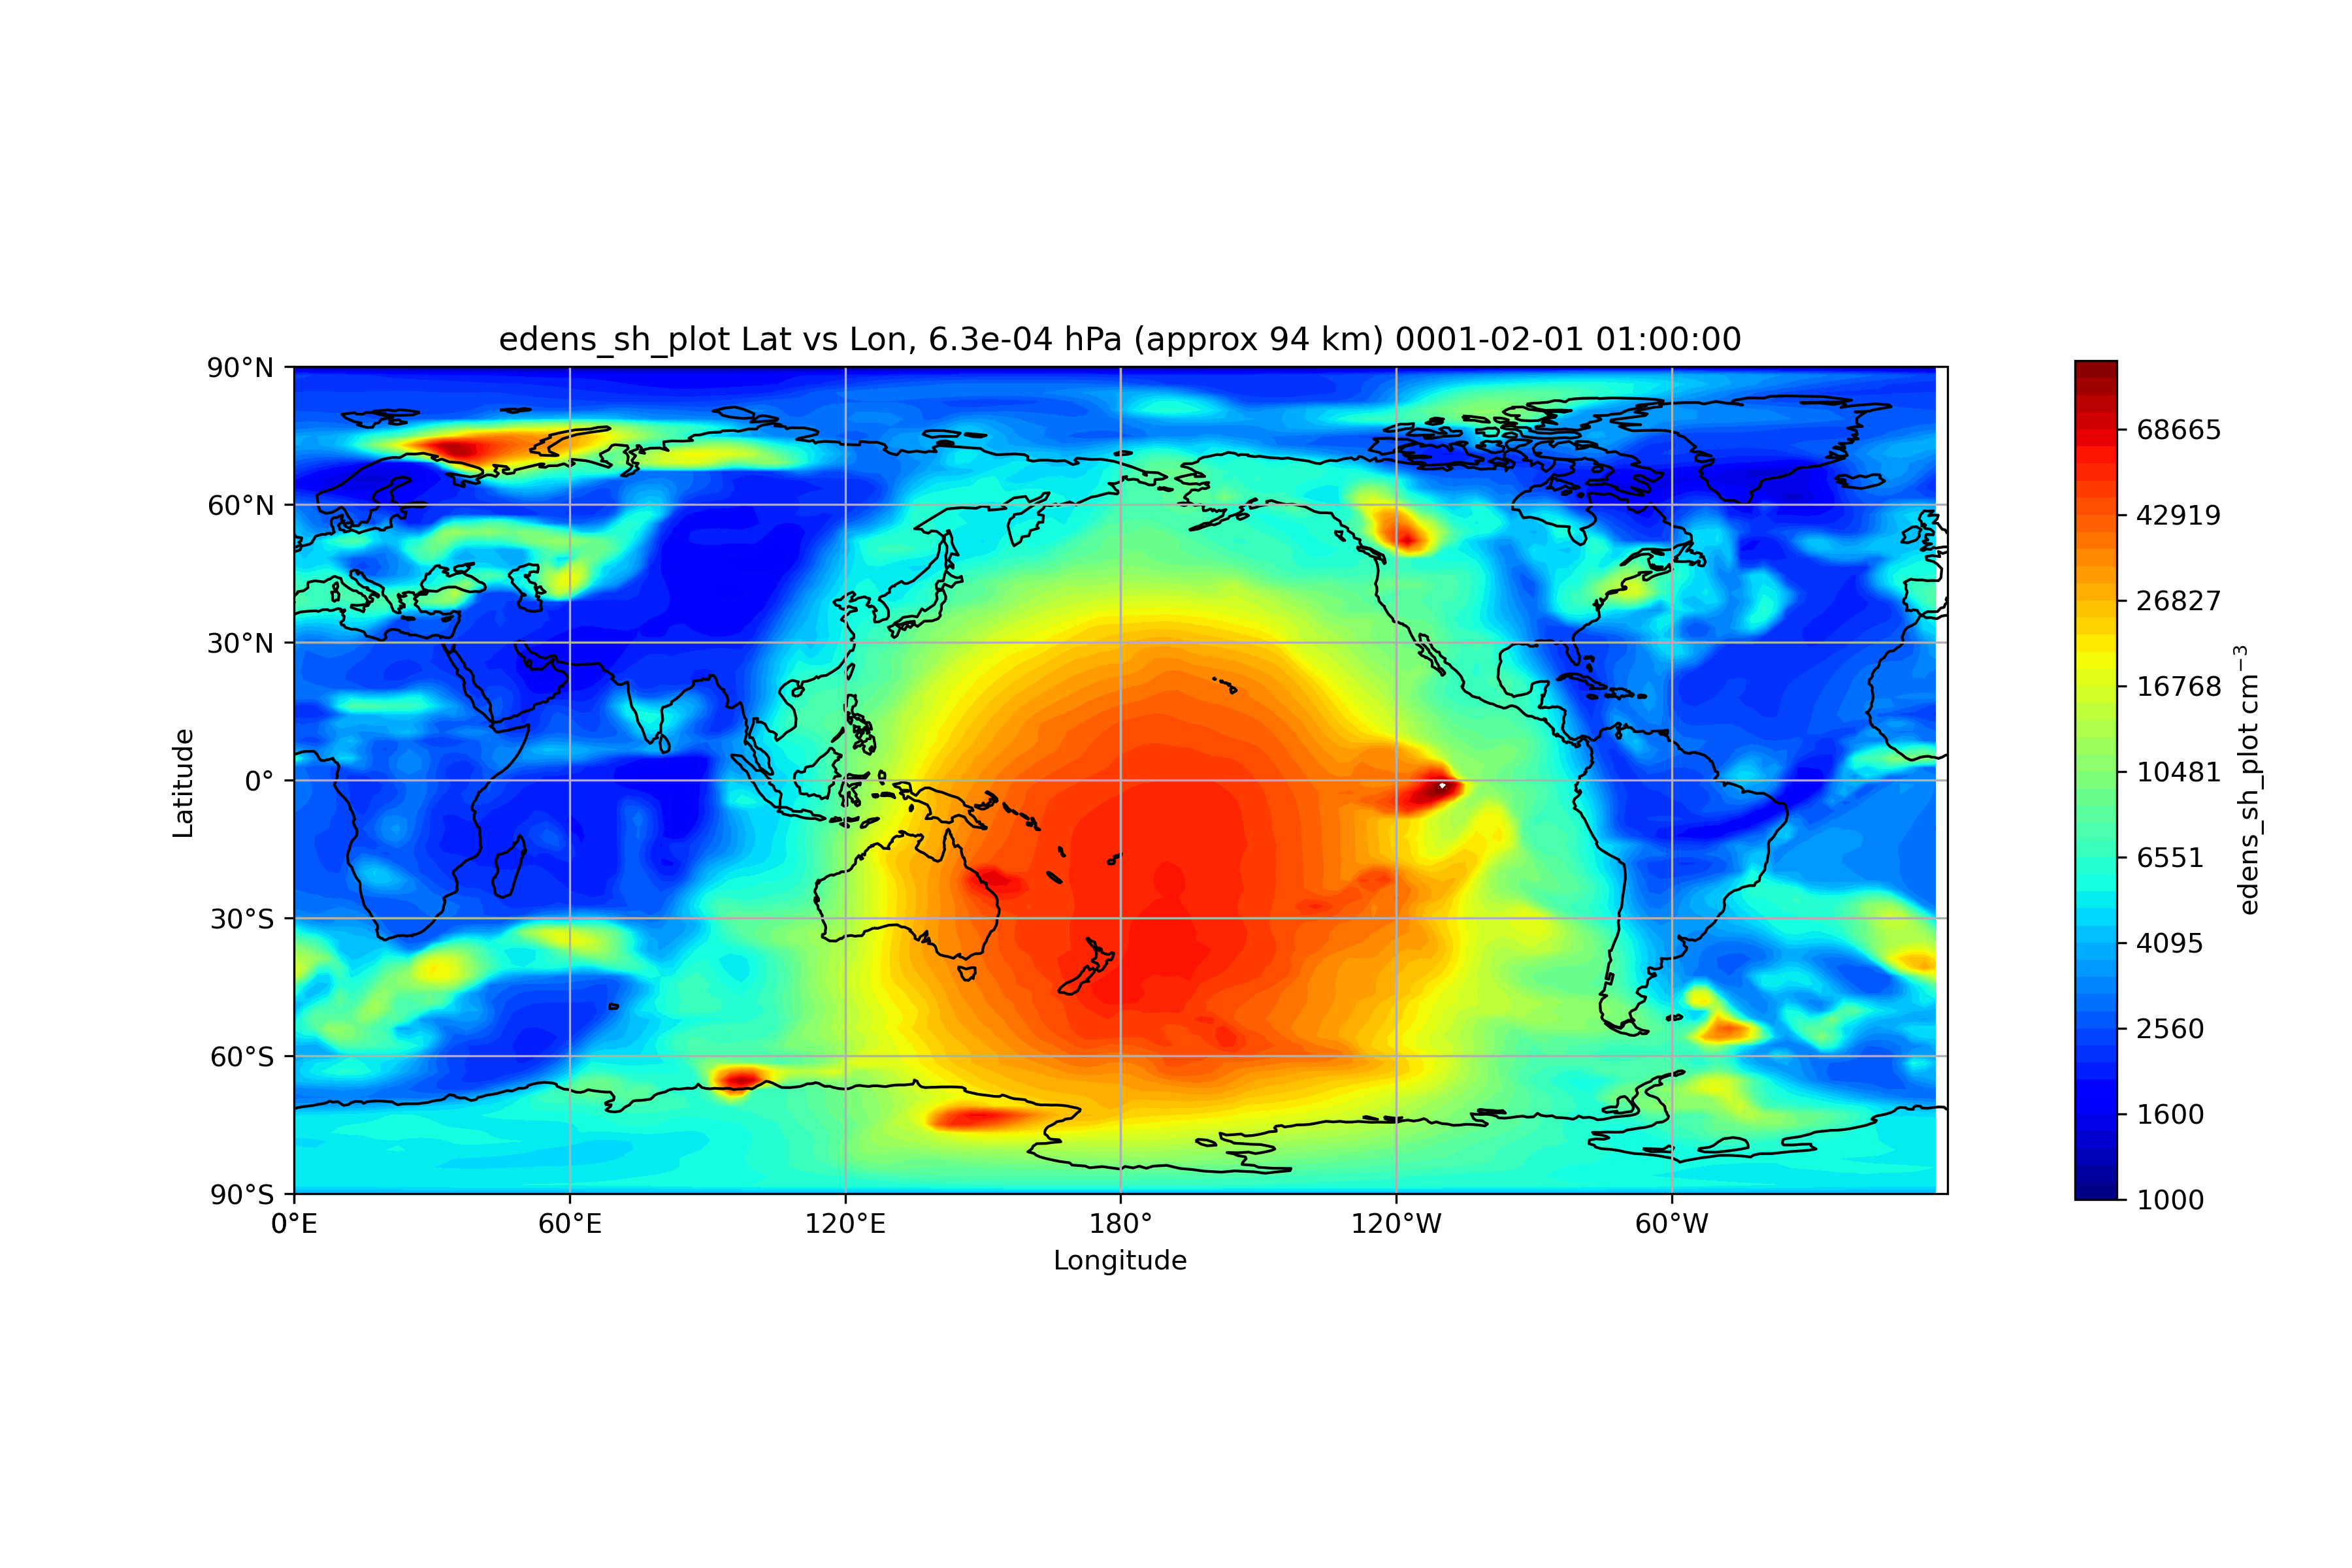 edens_sh_plot Lat vs Lon, 6.3e-04 hPa (approx 94 km) 0001-02-01 01:00:00
90°N
60°N
30°N
0°
30°S
60°S
90°S
Latitude
0°E
60°E
120°E
180°
120°W
60°W
Longitude
68665
42919
26827
16768
10481
6551
4095
2560
1600
1000
edens_sh_plot cm⁻³